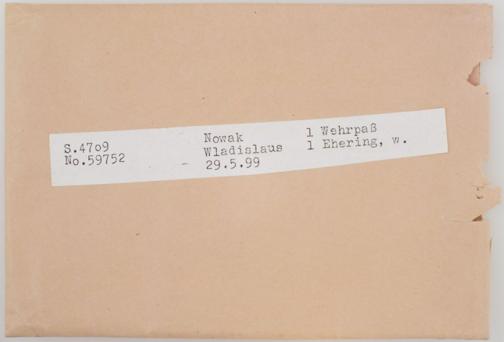 S.47o9 Nowak 1 Wehrpaß
No.59752 - Wladislaus 1 Ehering, w.
29.5.99